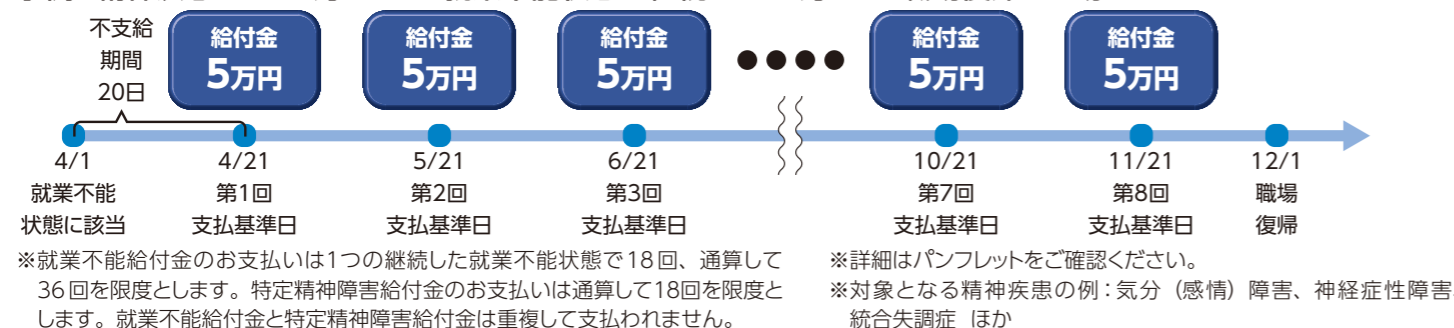 不支給
期間
20日
給付金
5万円
給付金
5万円
給付金
5万円
給付金
5万円
給付金
5万円
4/1
就業不能
状態に該当
4/21
第1回
支払基準日
5/21
第2回
支払基準日
6/21
第3回
支払基準日
10/21
第7回
支払基準日
11/21
第8回
支払基準日
12/1
職場
復帰
※就業不能給付金のお支払いは1つの継続した就業不能状態で18回、通算して
36回を限度とします。特定精神障害給付金のお支払いは通算して18回を限度と
します。就業不能給付金と特定精神障害給付金は重複して支払われません。
※詳細はパンフレットをご確認ください。
※対象となる精神疾患の例：気分（感情）障害、神経症性障害
統合失調症 ほか